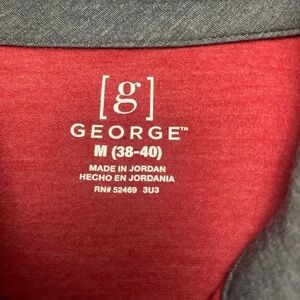 [g]
GEORGE™
M (38-40)
MADE IN JORDAN
HECHO EN JORDANIA
RN# 52469 3U3